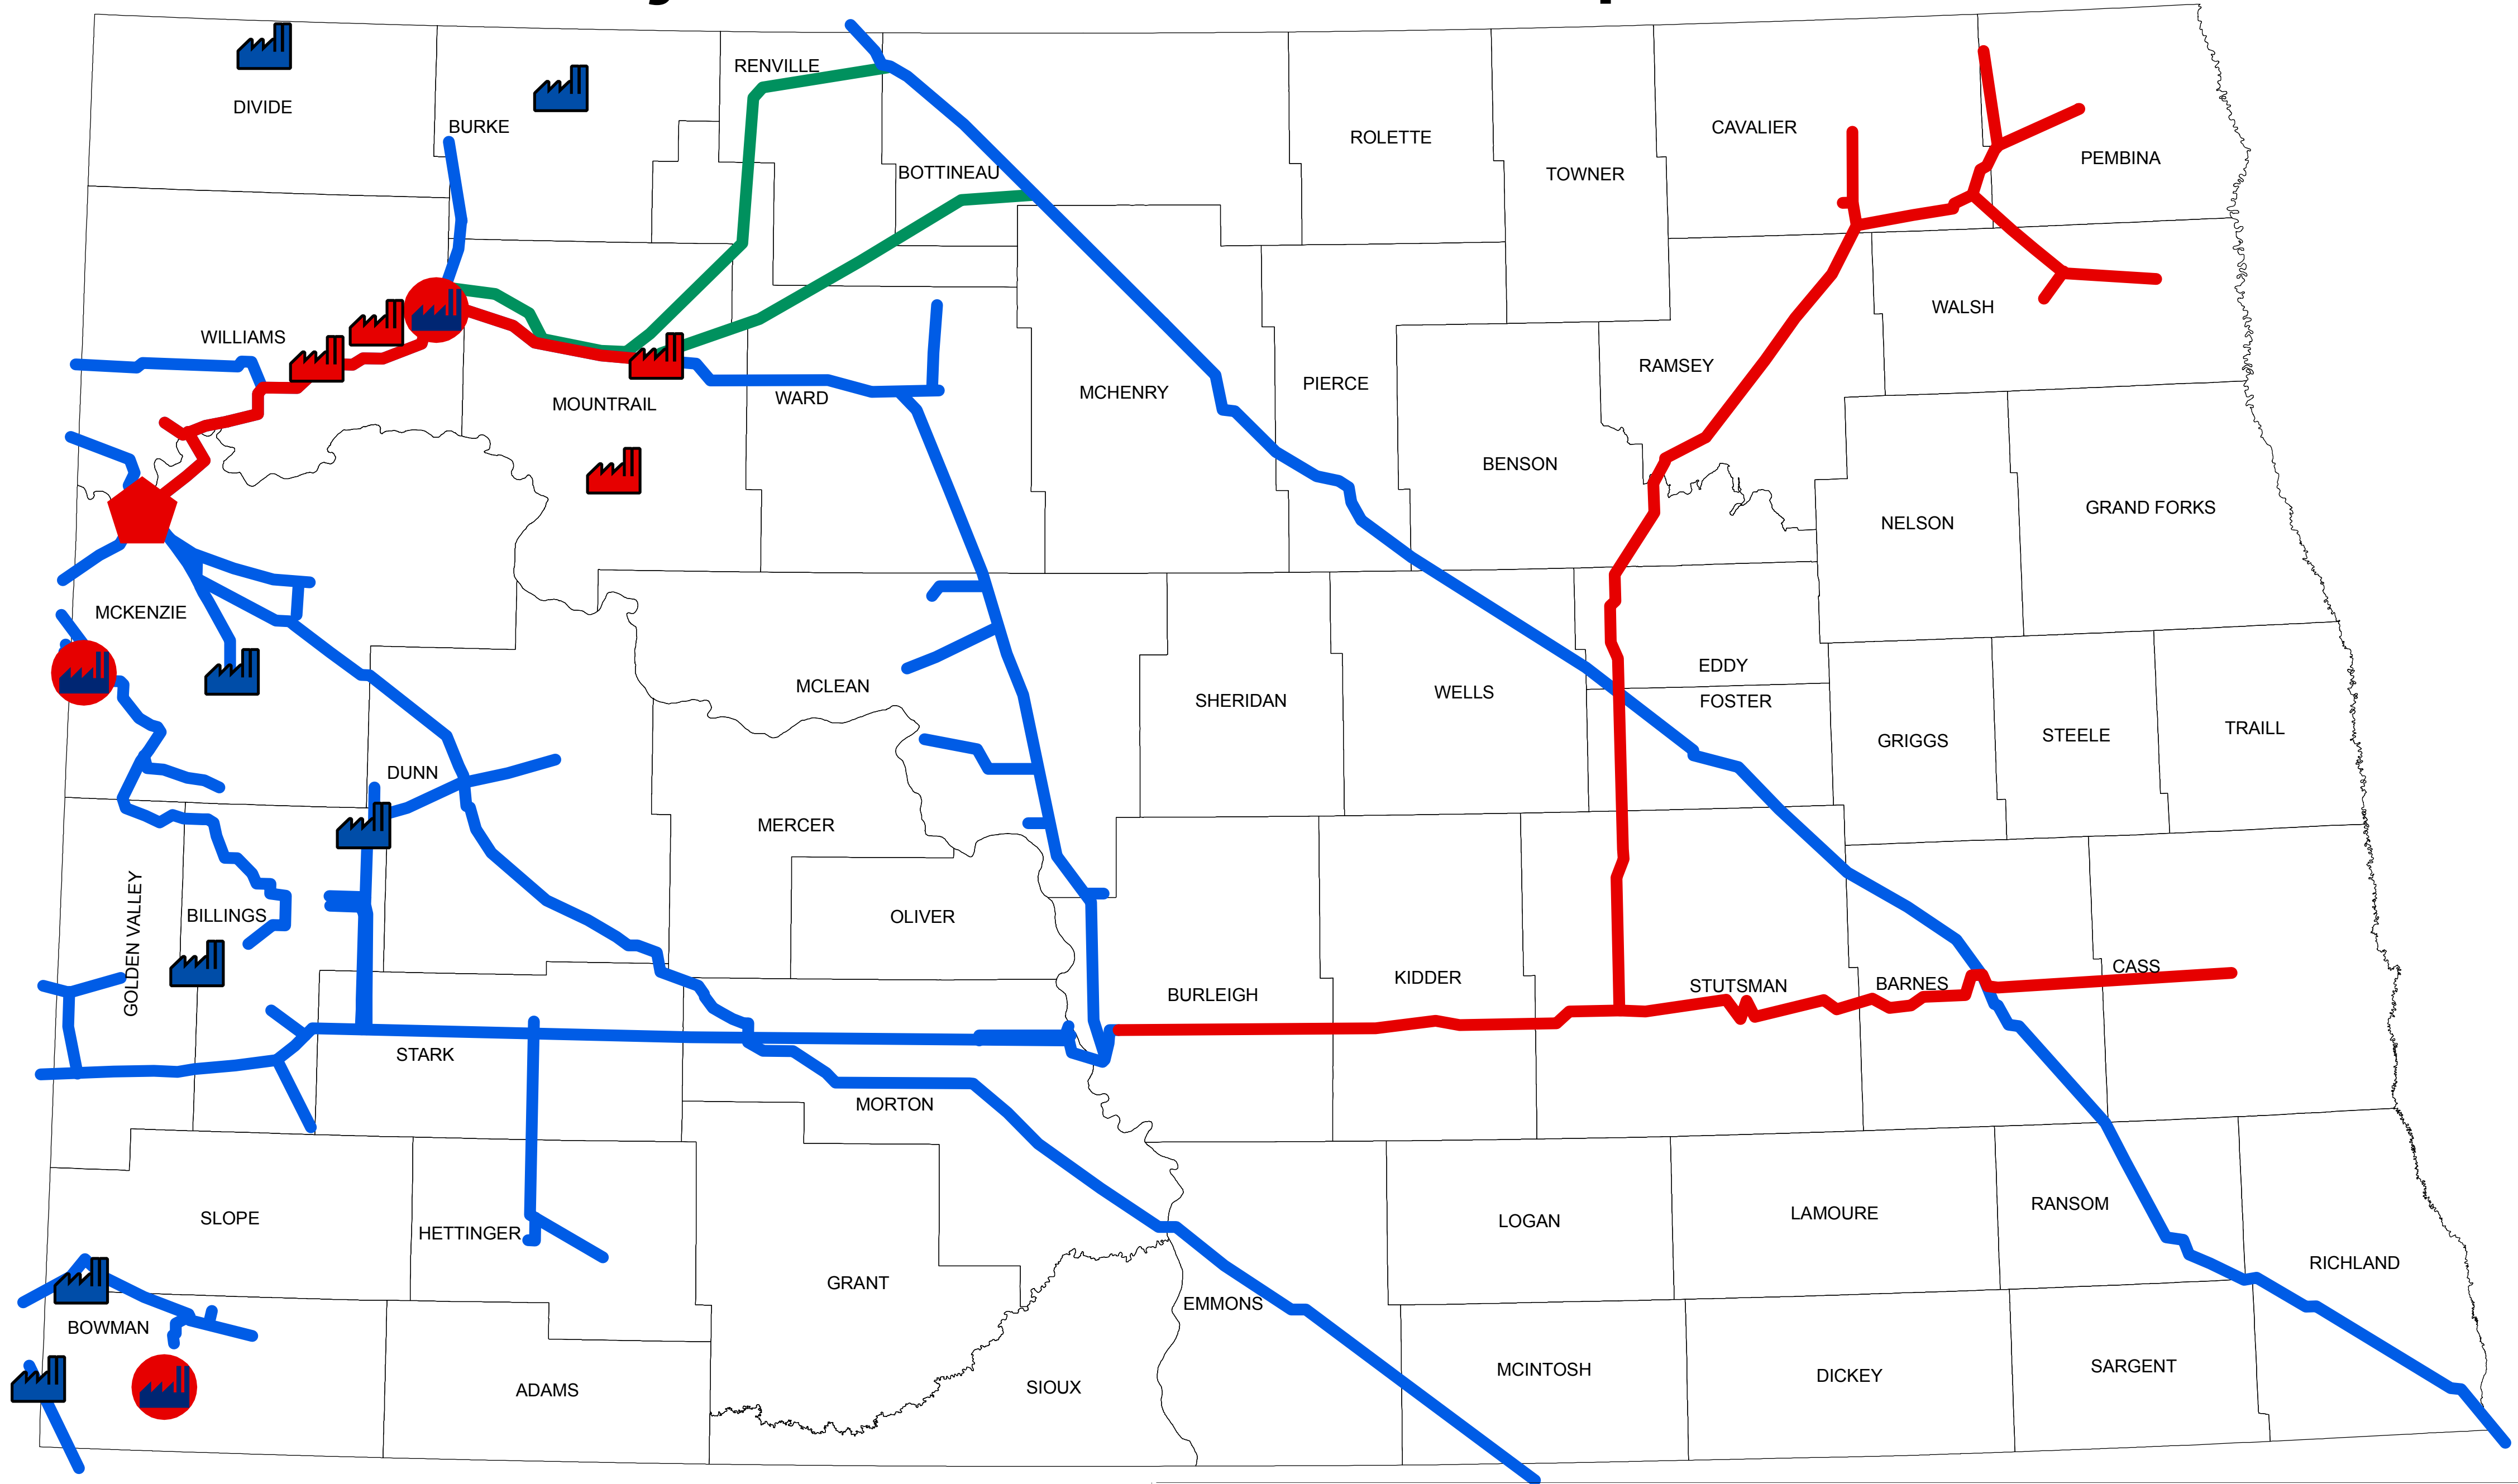 RENVILLE
DIVIDE
BURKE
CAVALIER
ROLETTE
PEMBINA
BOTTINEAU
TOWNER
WALSH
WILLIAMS
RAMSEY
PIERCE
MCHENRY
WARD
MOUNTRAIL
BENSON
GRAND FORKS
NELSON
MCKENZIE
EDDY
MCLEAN
WELLS
SHERIDAN
FOSTER
TRAILL
STEELE
GRIGGS
DUNN
MERCER
GOLDEN VALLEY
BILLINGS
OLIVER
CASS
KIDDER
BARNES
STUTSMAN
BURLEIGH
STARK
MORTON
RANSOM
LAMOURE
SLOPE
LOGAN
HETTINGER
RICHLAND
GRANT
EMMONS
BOWMAN
SARGENT
MCINTOSH
DICKEY
SIOUX
ADAMS